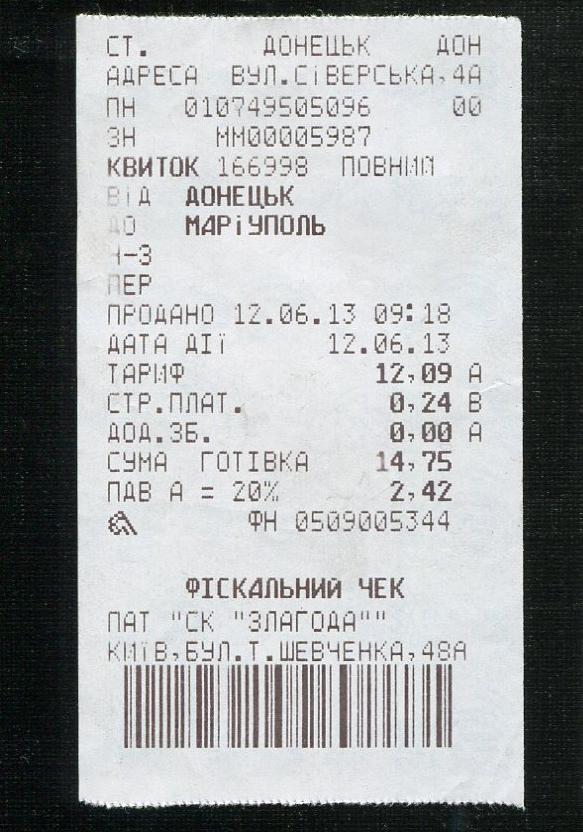 СТ. ДОНЕЦЬК ДОН
АДРЕСА ВУЛ.СІВЕРСЬКА,4А
ПН 010749505096 00
ЗН ММ00005987
КВИТОК 166998 ПОВНИЙ
ВІД ДОНЕЦЬК
ДО МАРІУПОЛЬ
Ч-З
ПЕР
ПРОДАНО 12.06.13 09:18
ДАТА ДІЇ 12.06.13
ТАРИФ 12,09 А
СТР.ПЛАТ. 0,24 В
ДОД.ЗБ. 0,00 А
СУМА ГОТІВКА 14,75
ПДВ А = 20% 2,42
ФН 0509005344
ФІСКАЛЬНИЙ ЧЕК
ПАТ "СК "ЗЛАГОДА""
КИЇВ,БУЛ.Т.ШЕВЧЕНКА,48А